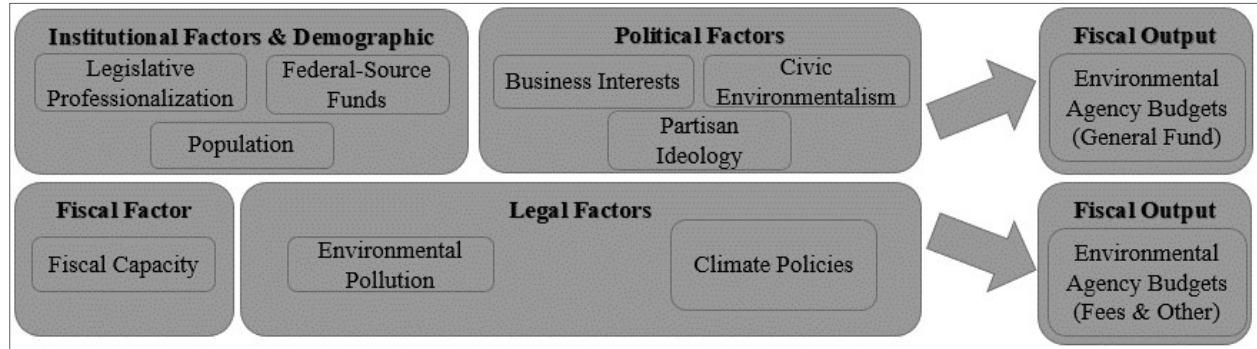 Institutional Factors & Demographic
Legislative
Professionalization
Federal-Source
Funds
Population
Political Factors
Business Interests
Civic
Environmentalism
Partisan
Ideology
Fiscal Output
Environmental
Agency Budgets
(General Fund)
Fiscal Factor
Fiscal Capacity
Legal Factors
Environmental
Pollution
Climate Policies
Fiscal Output
Environmental
Agency Budgets
(Fees & Other)